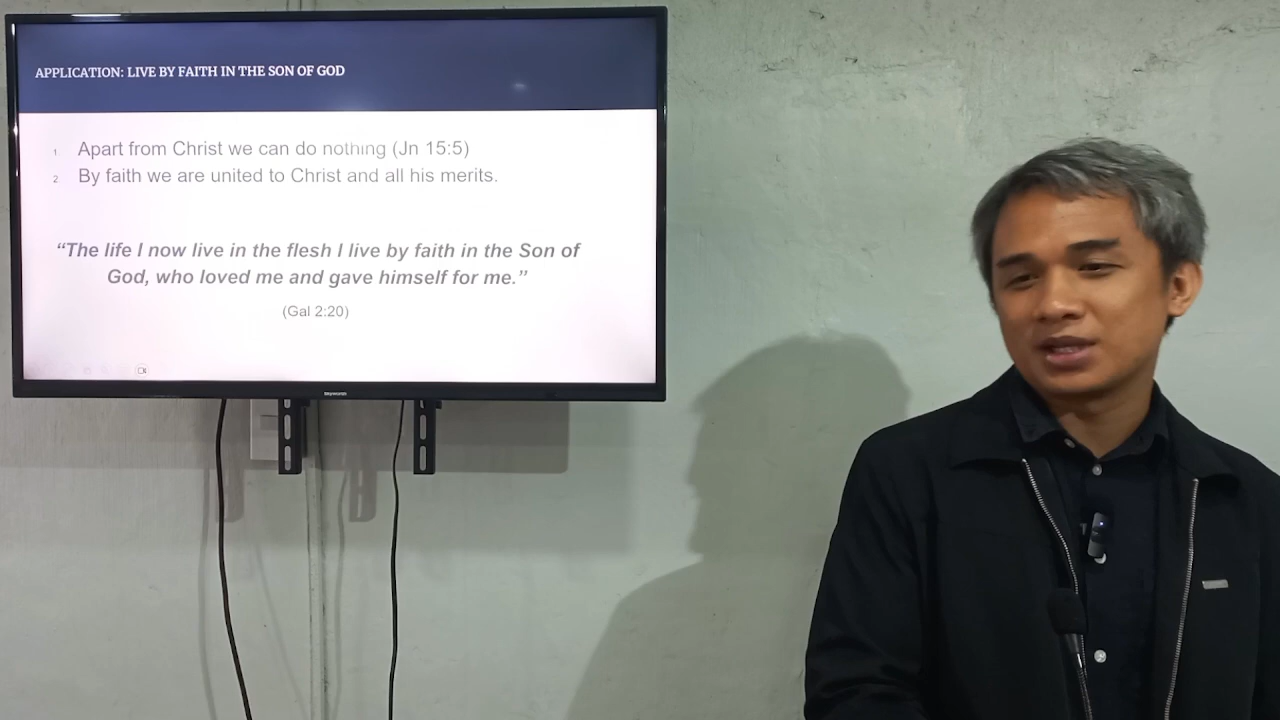 APPLICATION: LIVE BY FAITH IN THE SON OF GOD
1. Apart from Christ we can do nothing (Jn 15:5)
2 By faith we are united to Christ and all his merits.
“The life I now live in the flesh I live by faith in the Son of
God, who loved me and gave himself for me.”
(Gal 2:20)